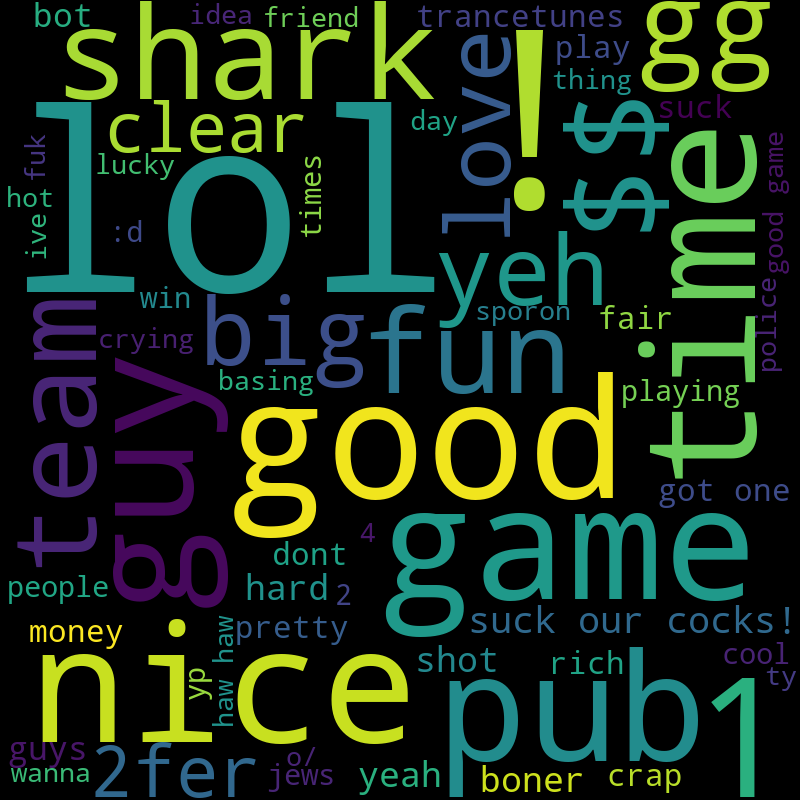 bot
idea
friend
trancetunes
gg
shark
love
!
play
thing
$$
suck
clear
day
time
good game
fuk
lucky
times
hot
ive
lol
:d
yeh
win
team
big
sporon
fair
police
crying
fun
guy
basing
playing
good
got one
game
4
dont
people
hard
2
suck our cocks!
money
haw haw
pretty
nice
yp
shot
rich
cool
ty
pub
1
guys
2fer
o/
wanna
jews
yeah
boner
crap